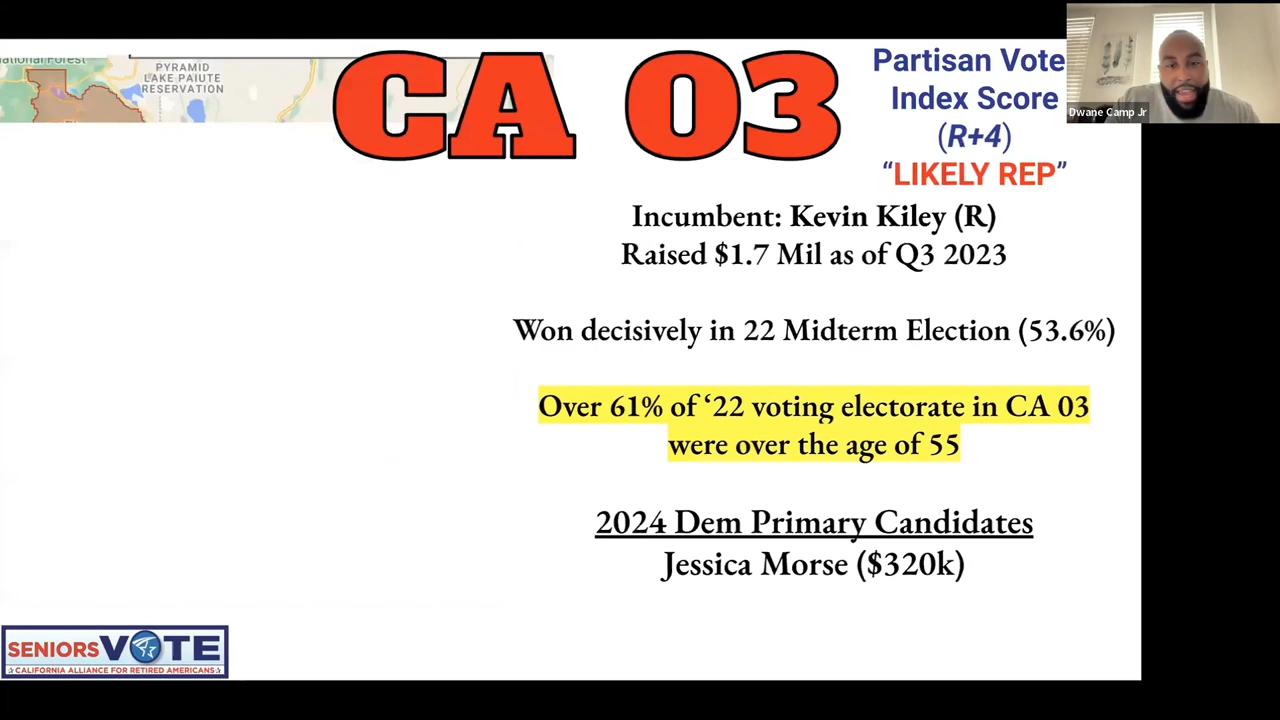 National Forest
PYRAMID
LAKE PAIUTE
RESERVATION
CA 03
Partisan Vote
Index Score
(R+4)
“LIKELY REP”
Dwane Camp Jr
Incumbent: Kevin Kiley (R)
Raised $1.7 Mil as of Q3 2023
Won decisively in 22 Midterm Election (53.6%)
Over 61% of ‘22 voting electorate in CA 03
were over the age of 55
2024 Dem Primary Candidates
Jessica Morse ($320k)
SENIORS VOTE
CALIFORNIA ALLIANCE FOR RETIRED AMERICANS